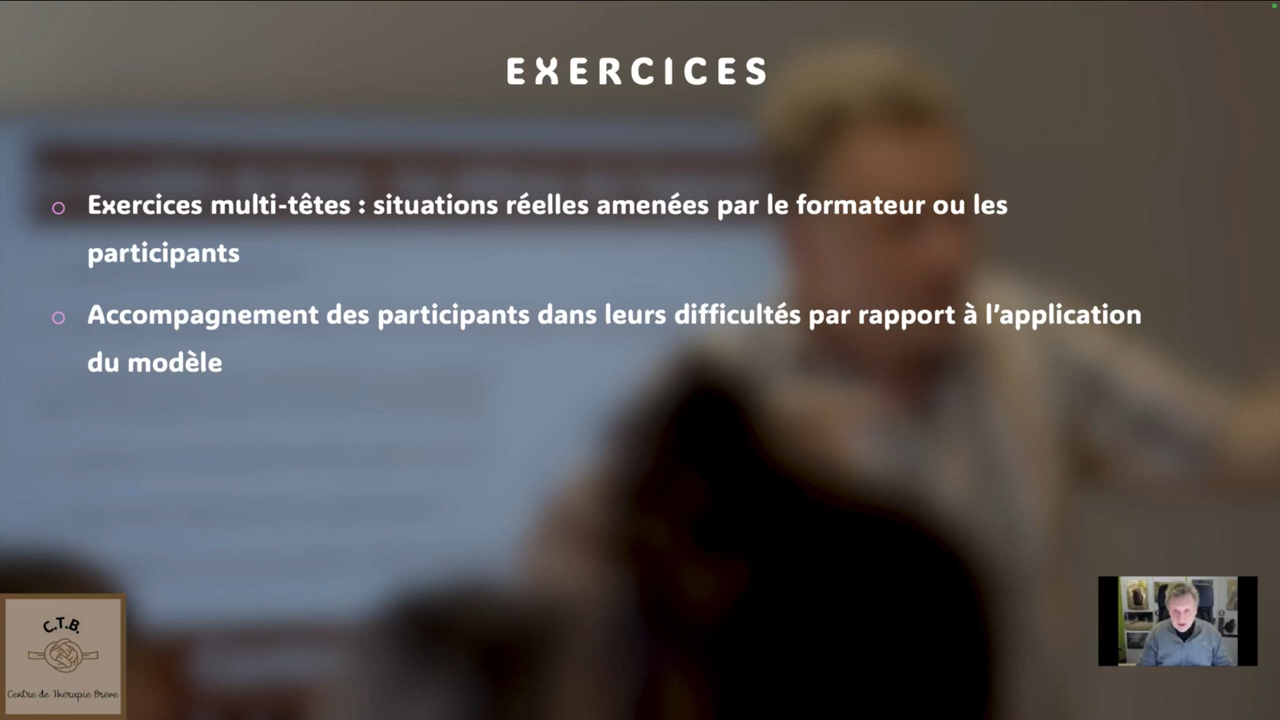 EXERCICES
Exercices multi-têtes : situations réelles amenées par le formateur ou les
participants
Accompagnement des participants dans leurs difficultés par rapport à l'application
du modèle
C.T.B.
Centre de Thérapie Brève